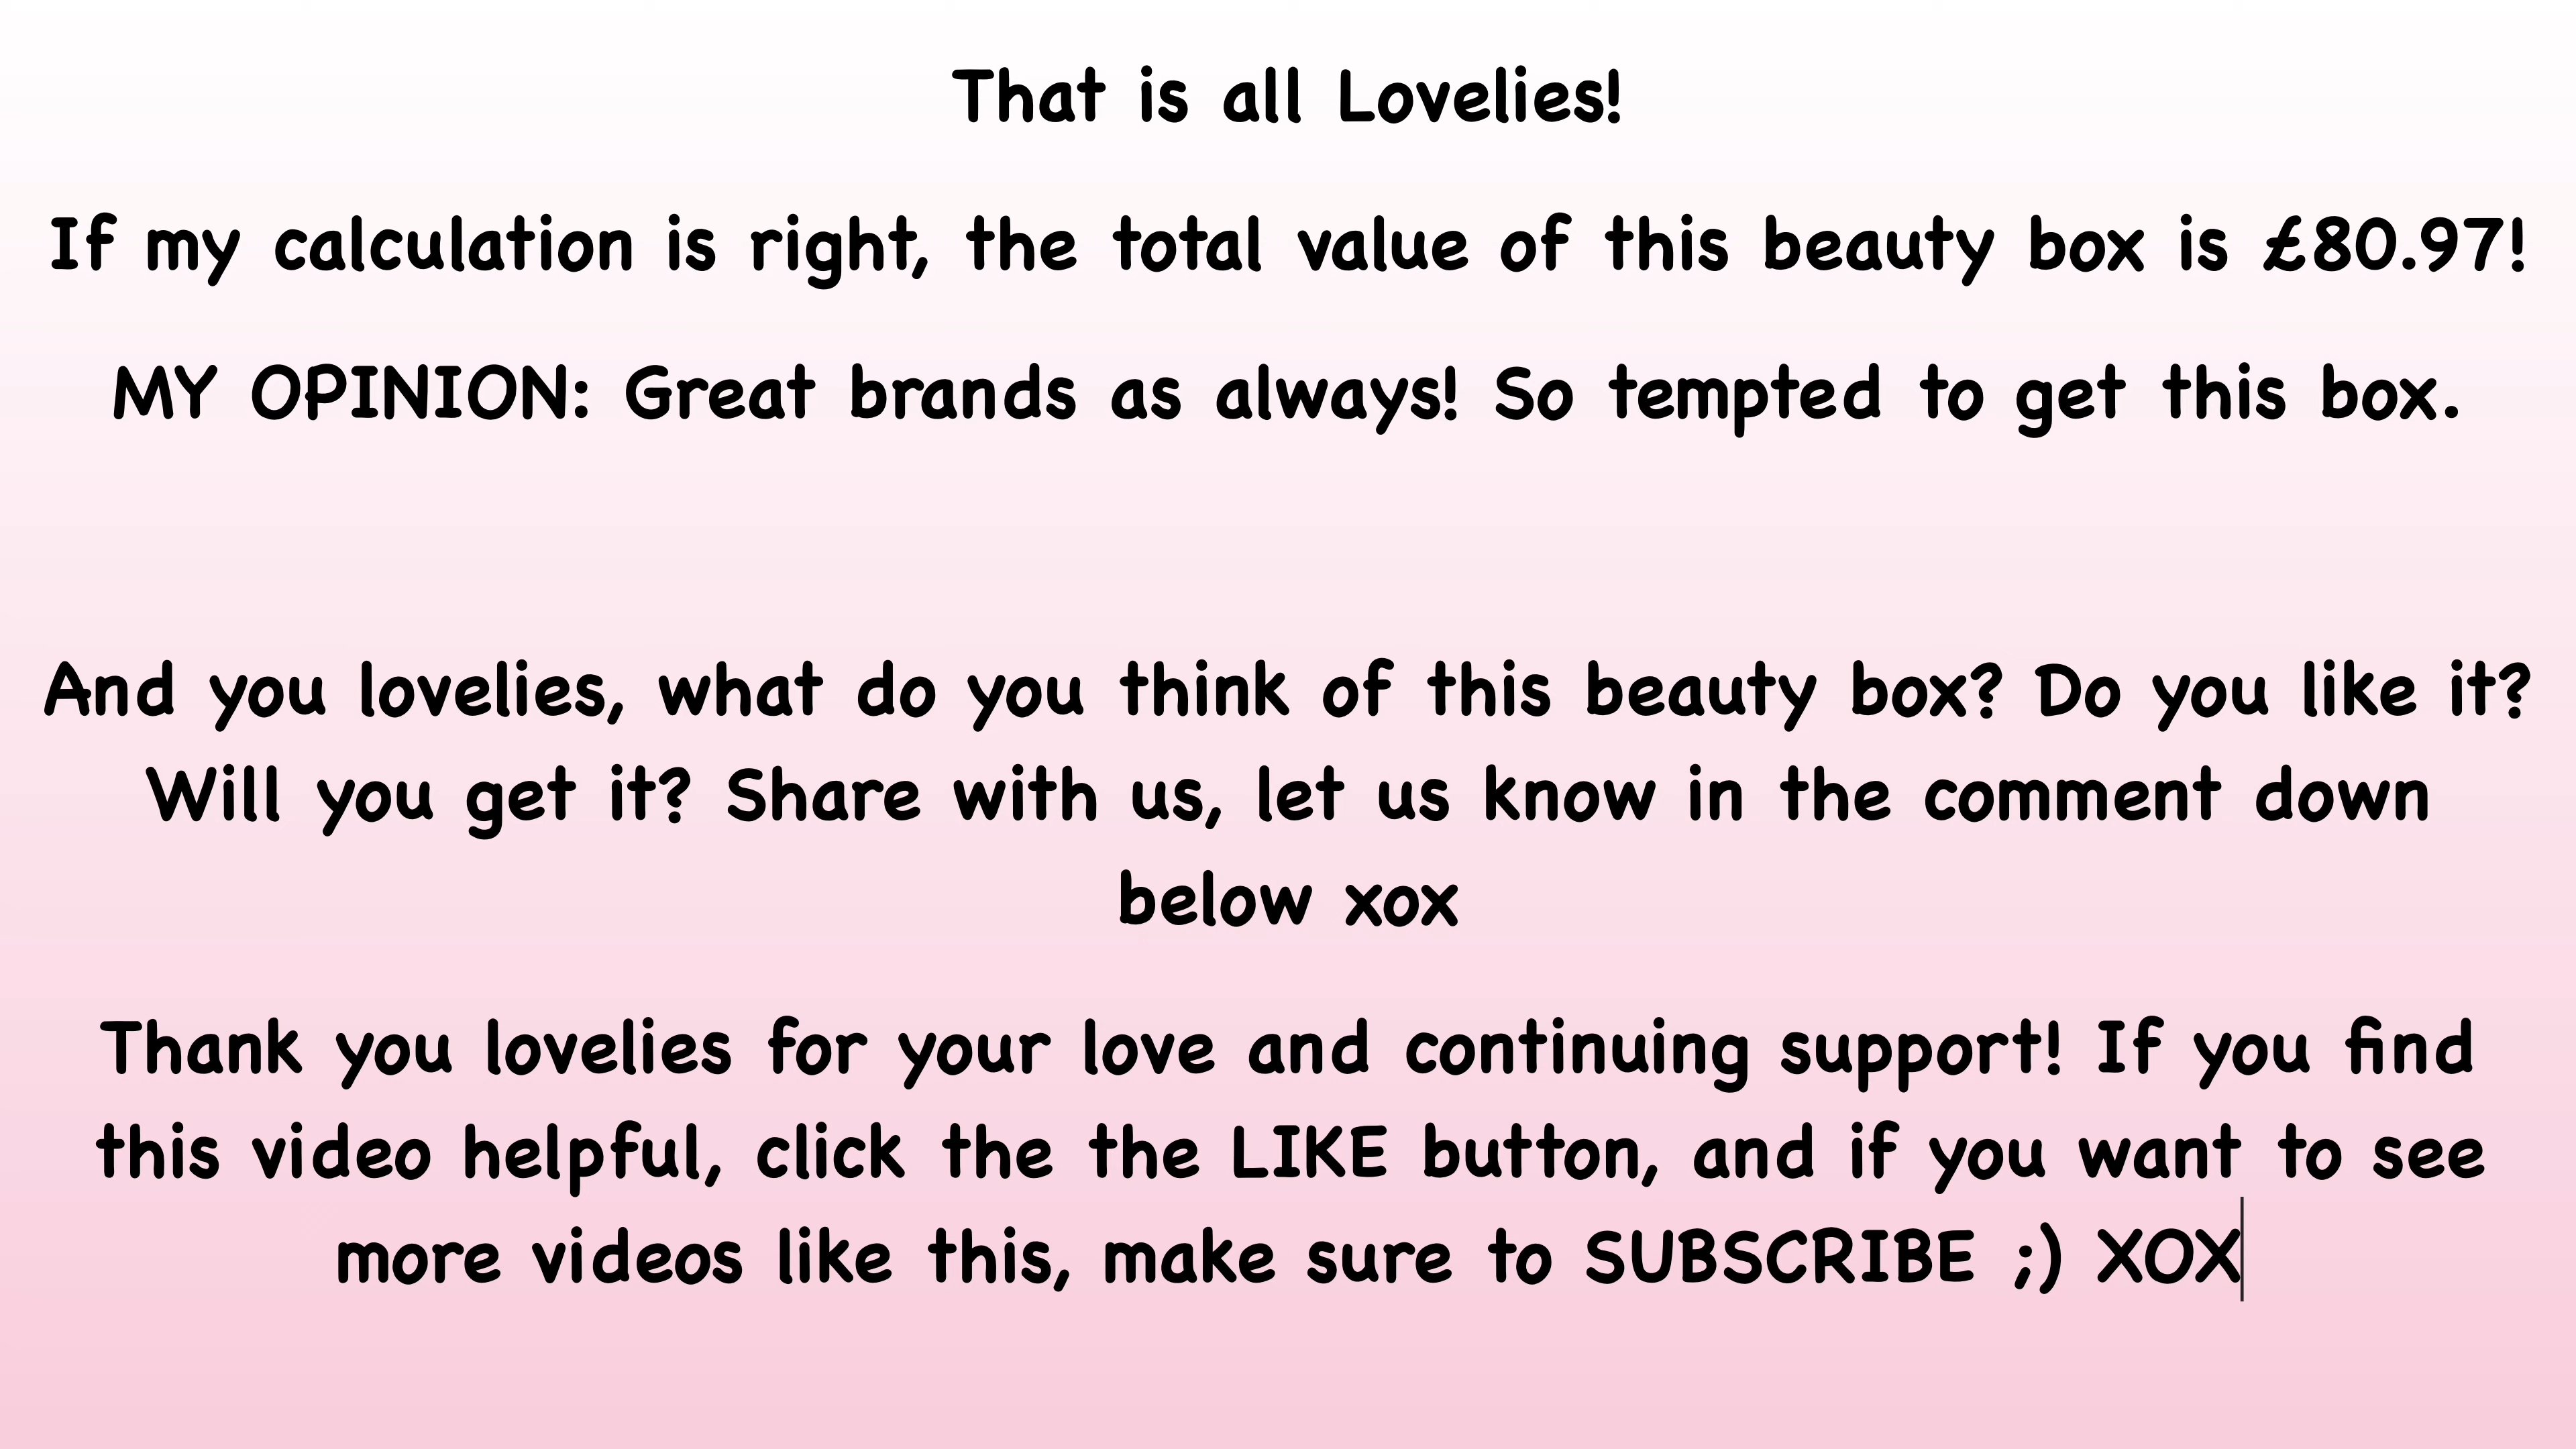 That is all Lovelies!
If my calculation is right, the total value of this beauty box is £80.97!
MY OPINION: Great brands as always! So tempted to get this box.
And you lovelies, what do you think of this beauty box? Do you like it?
Will you get it? Share with us, let us know in the comment down
below xox
Thank you lovelies for your love and continuing support! If you find
this video helpful, click the the LIKE button, and if you want to see
more videos like this, make sure to SUBSCRIBE ;) XOX